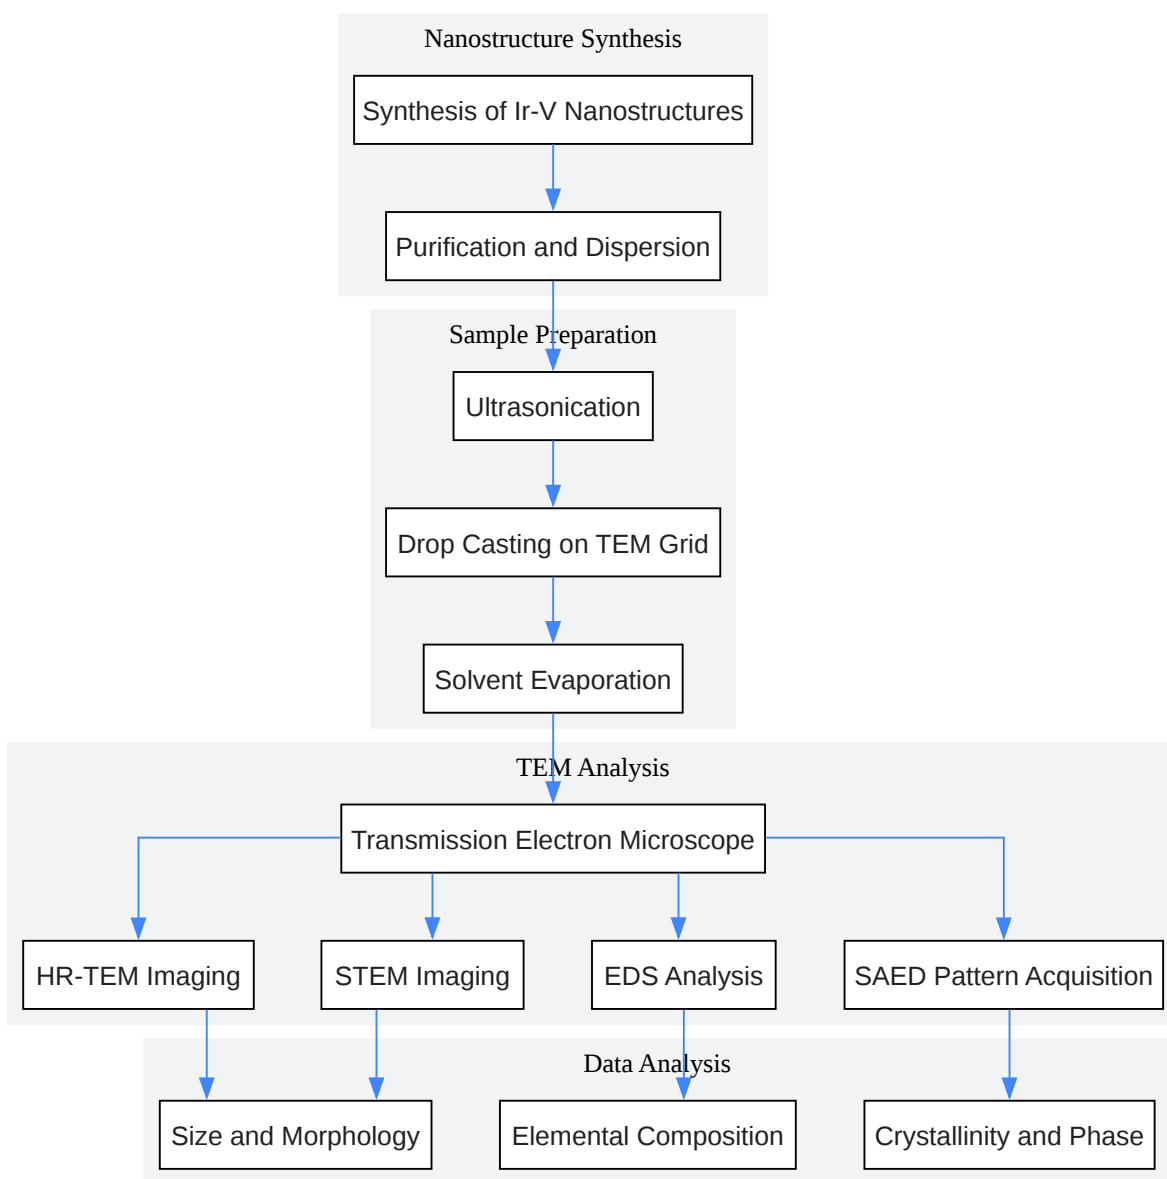 Nanostructure Synthesis
Synthesis of Ir-V Nanostructures
Purification and Dispersion
Sample Preparation
Ultrasonication
Drop Casting on TEM Grid
Solvent Evaporation
TEM Analysis
Transmission Electron Microscope
HR-TEM Imaging
STEM Imaging
EDS Analysis
SAED Pattern Acquisition
Data Analysis
Size and Morphology
Elemental Composition
Crystallinity and Phase